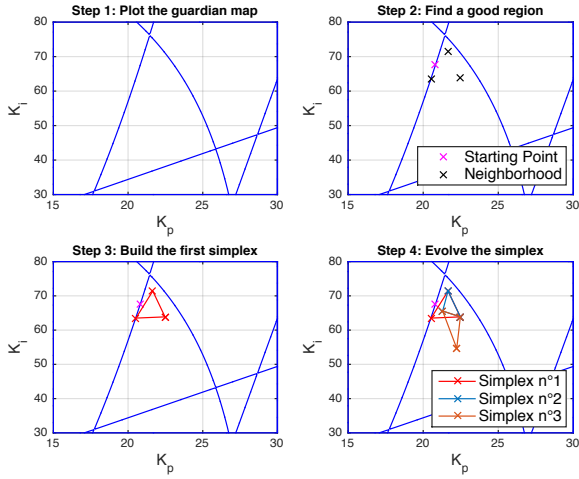 Step 1: Plot the guardian map
80
70
60
50
40
30
K_i
15
20
25
30
K_p
Step 2: Find a good region
80
70
60
50
40
30
K_i
Starting Point
Neighborhood
15
20
25
30
K_p
Step 3: Build the first simplex
80
70
60
50
40
30
K_i
15
20
25
30
K_p
Step 4: Evolve the simplex
80
70
60
50
40
30
K_i
Simplex n°1
Simplex n°2
Simplex n°3
15
20
25
30
K_p